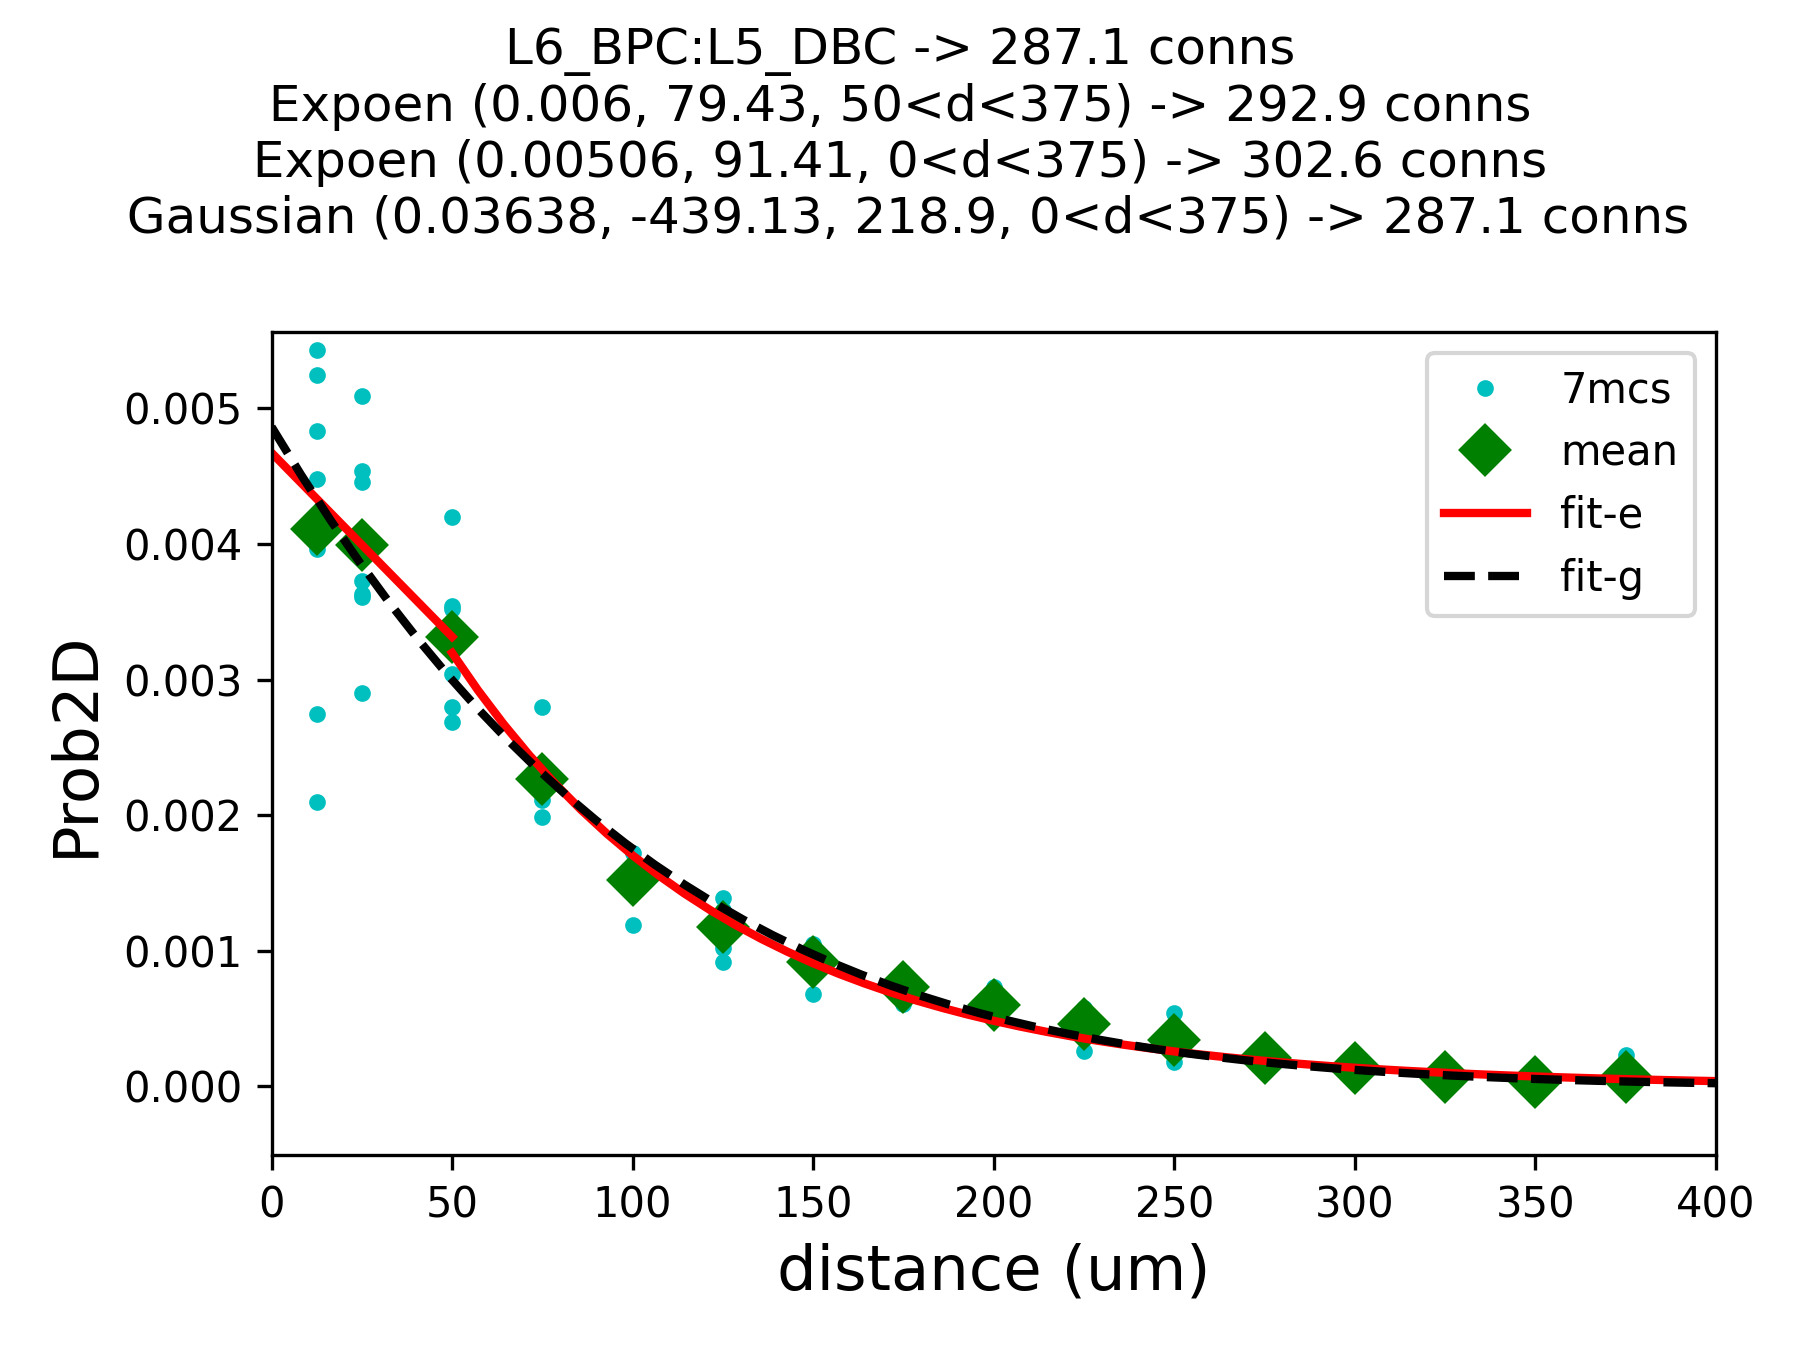 L6_BPC:L5_DBC -> 287.1 conns
Expoen (0.006, 79.43, 50<d<375) -> 292.9 conns
Expoen (0.00506, 91.41, 0<d<375) -> 302.6 conns
Gaussian (0.03638, -439.13, 218.9, 0<d<375) -> 287.1 conns
7mcs
mean
fit-e
fit-g
Prob2D
0.005
0.004
0.003
0.002
0.001
0.000
0 50 100 150 200 250 300 350 400
distance (um)